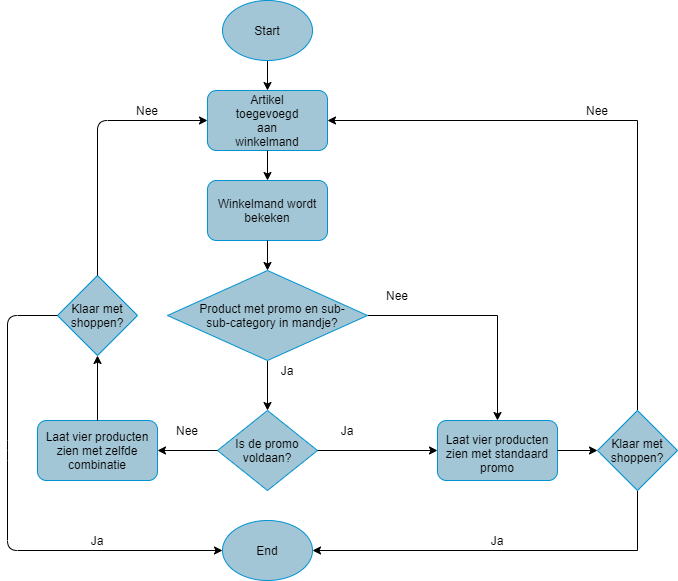 Start
Artikel
toegevoegd
aan
winkelmand
Nee
Nee
Winkelmand wordt
bekeken
Klaar met
shoppen?
Product met promo en sub-
sub-category in mandje?
Nee
Ja
Laat vier producten
zien met zelfde
combinatie
Nee
Is de promo
voldaan?
Ja
Laat vier producten
zien met standaard
promo
Klaar met
shoppen?
Ja
End
Ja